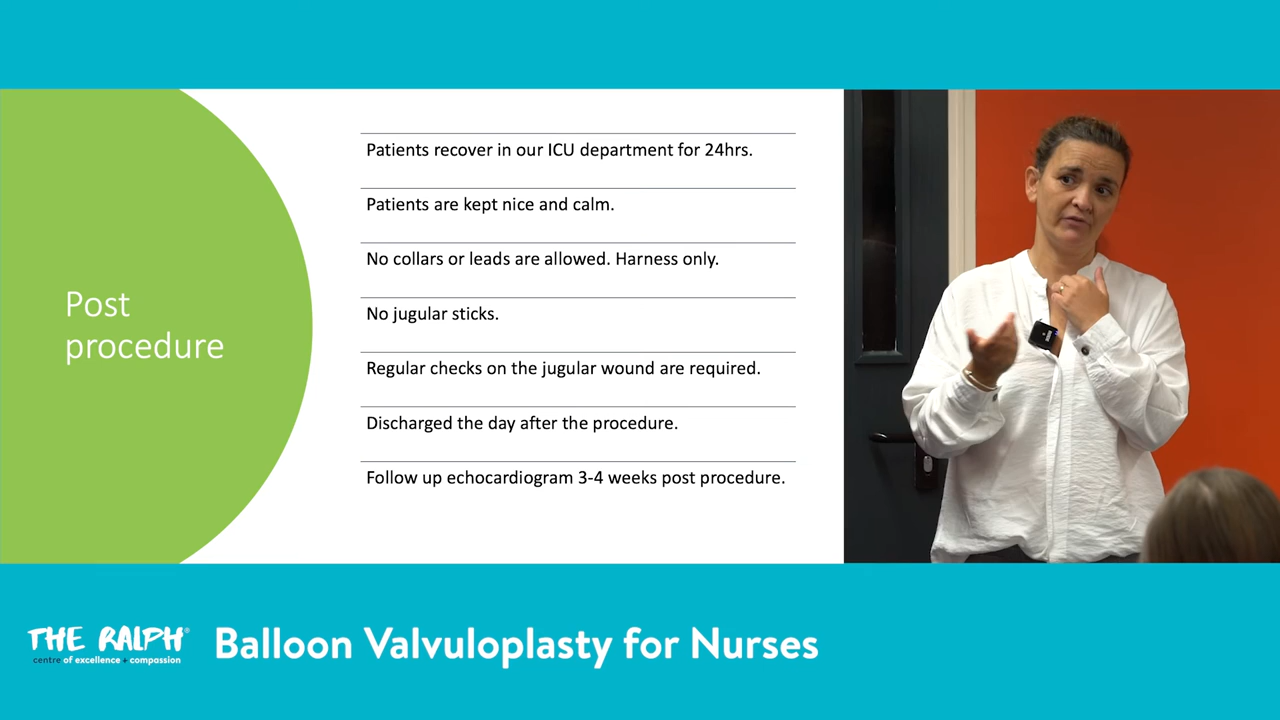 Post
procedure
Patients recover in our ICU department for 24hrs.
Patients are kept nice and calm.
No collars or leads are allowed. Harness only.
No jugular sticks.
Regular checks on the jugular wound are required.
Discharged the day after the procedure.
Follow up echocardiogram 3-4 weeks post procedure.
THE RALPH®
centre of excellence + compassion
Balloon Valvuloplasty for Nurses